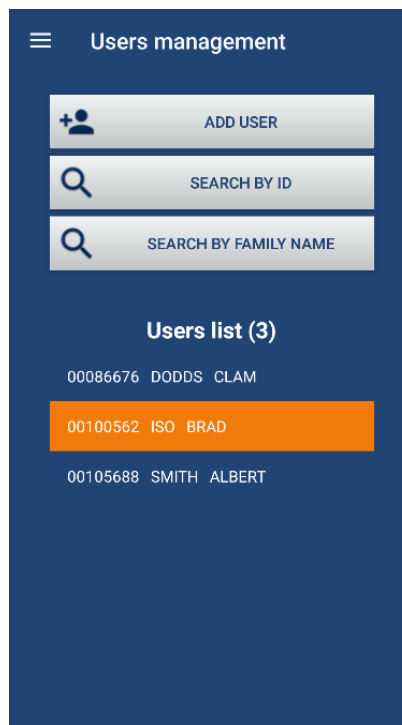 Users management
ADD USER
SEARCH BY ID
SEARCH BY FAMILY NAME
Users list (3)
00086676 DODDS CLAM
00100562 ISO BRAD
00105688 SMITH ALBERT